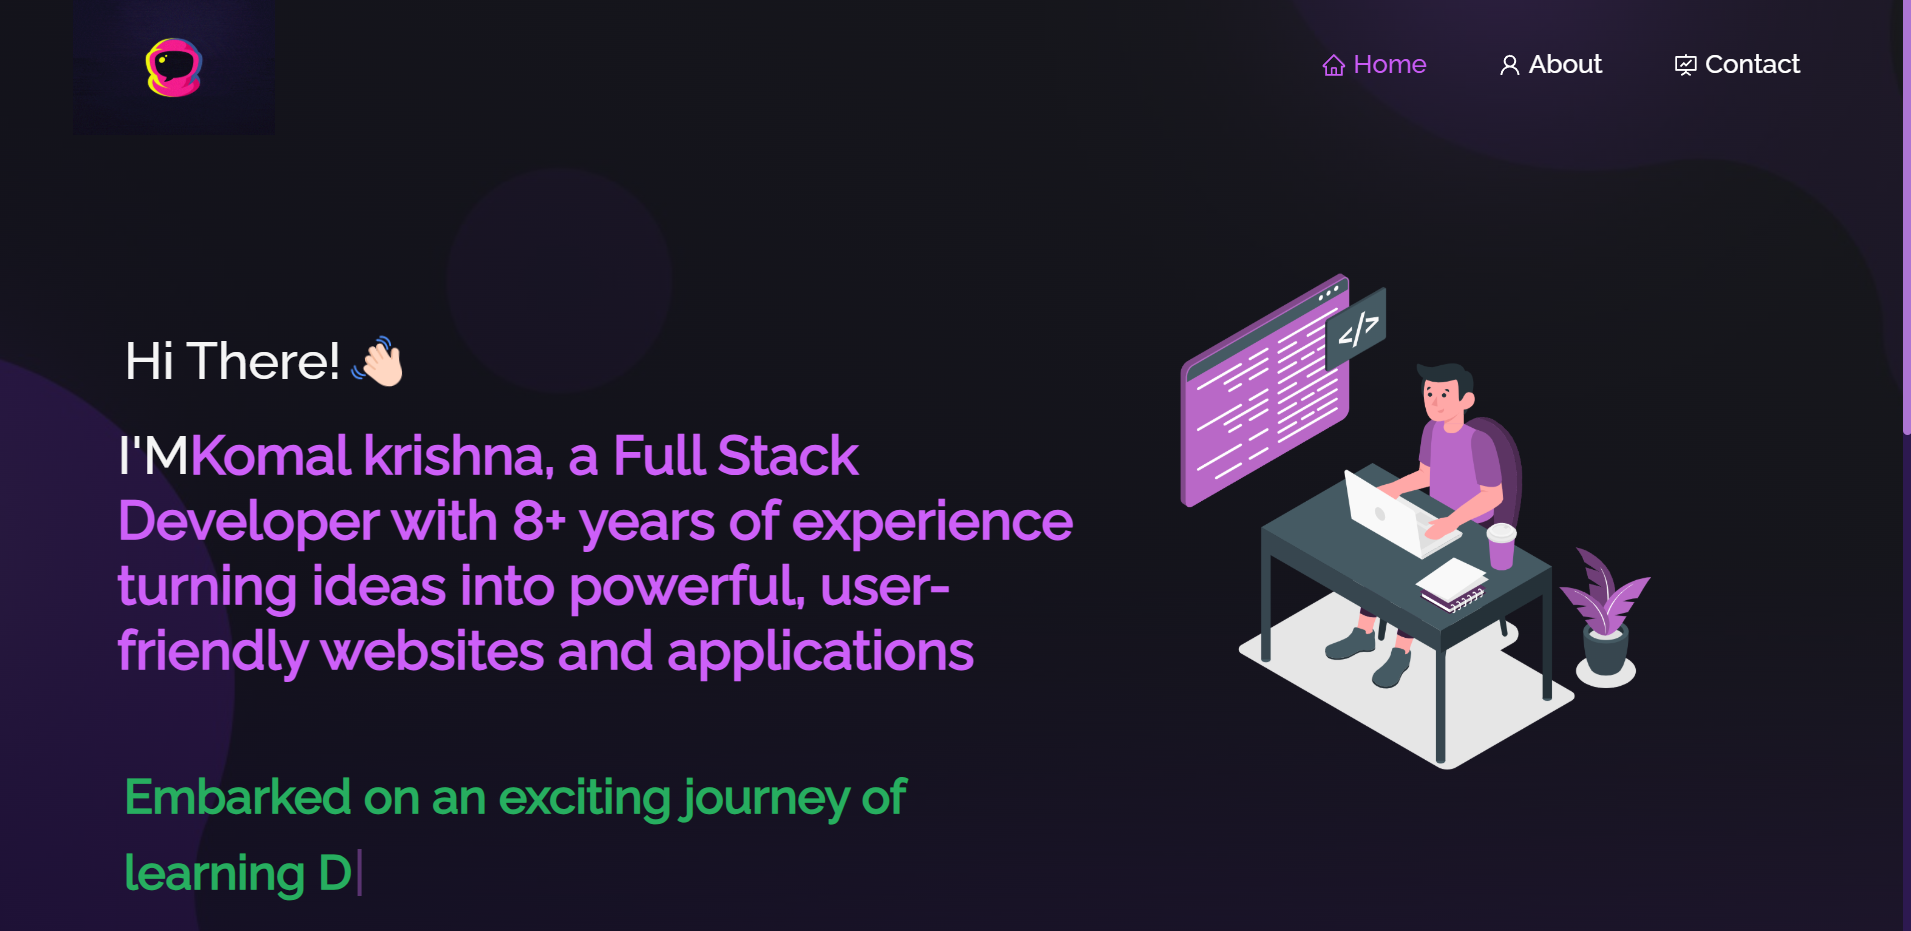 Home
About
Contact
</>
Hi There! 👋🏻
I'MKomal krishna, a Full Stack
Developer with 8+ years of experience
turning ideas into powerful, user-
friendly websites and applications
Embarked on an exciting journey of
learning D|